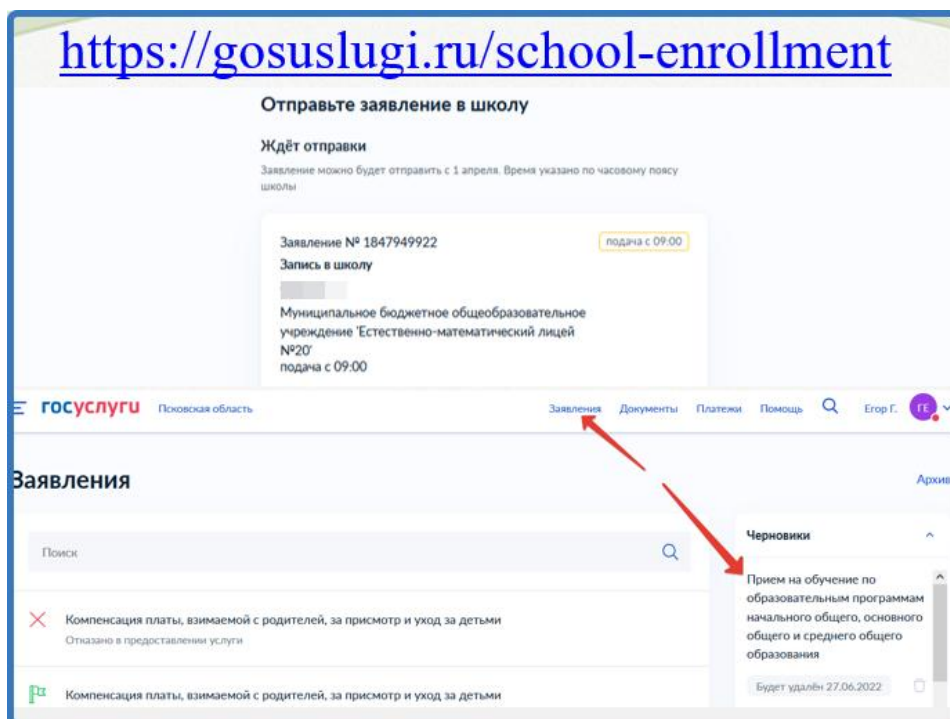 https://gosuslugi.ru/school-enrollment
Отправьте заявление в школу
Ждёт отправки
Заявление можно будет отправить с 1 апреля. Время указано по часовому поясу
школы
Заявление № 1847949922
подача с 09:00
Запись в школу
Муниципальное бюджетное общеобразовательное
учреждение 'Естественно-математический лицей
№20'
подача с 09:00
госуслуги Псковская область Заявления Документы Платежи Помощь Егор Г. ГЕ
Заявления
Архив
Поиск
Черновики
Прием на обучение по
образовательным программам
начального общего, основного
общего и среднего общего
образования
Будет удалён 27.06.2022
Компенсация платы, взимаемой с родителей, за присмотр и уход за детьми
Отказано в предоставлении услуги
Компенсация платы, взимаемой с родителей, за присмотр и уход за детьми